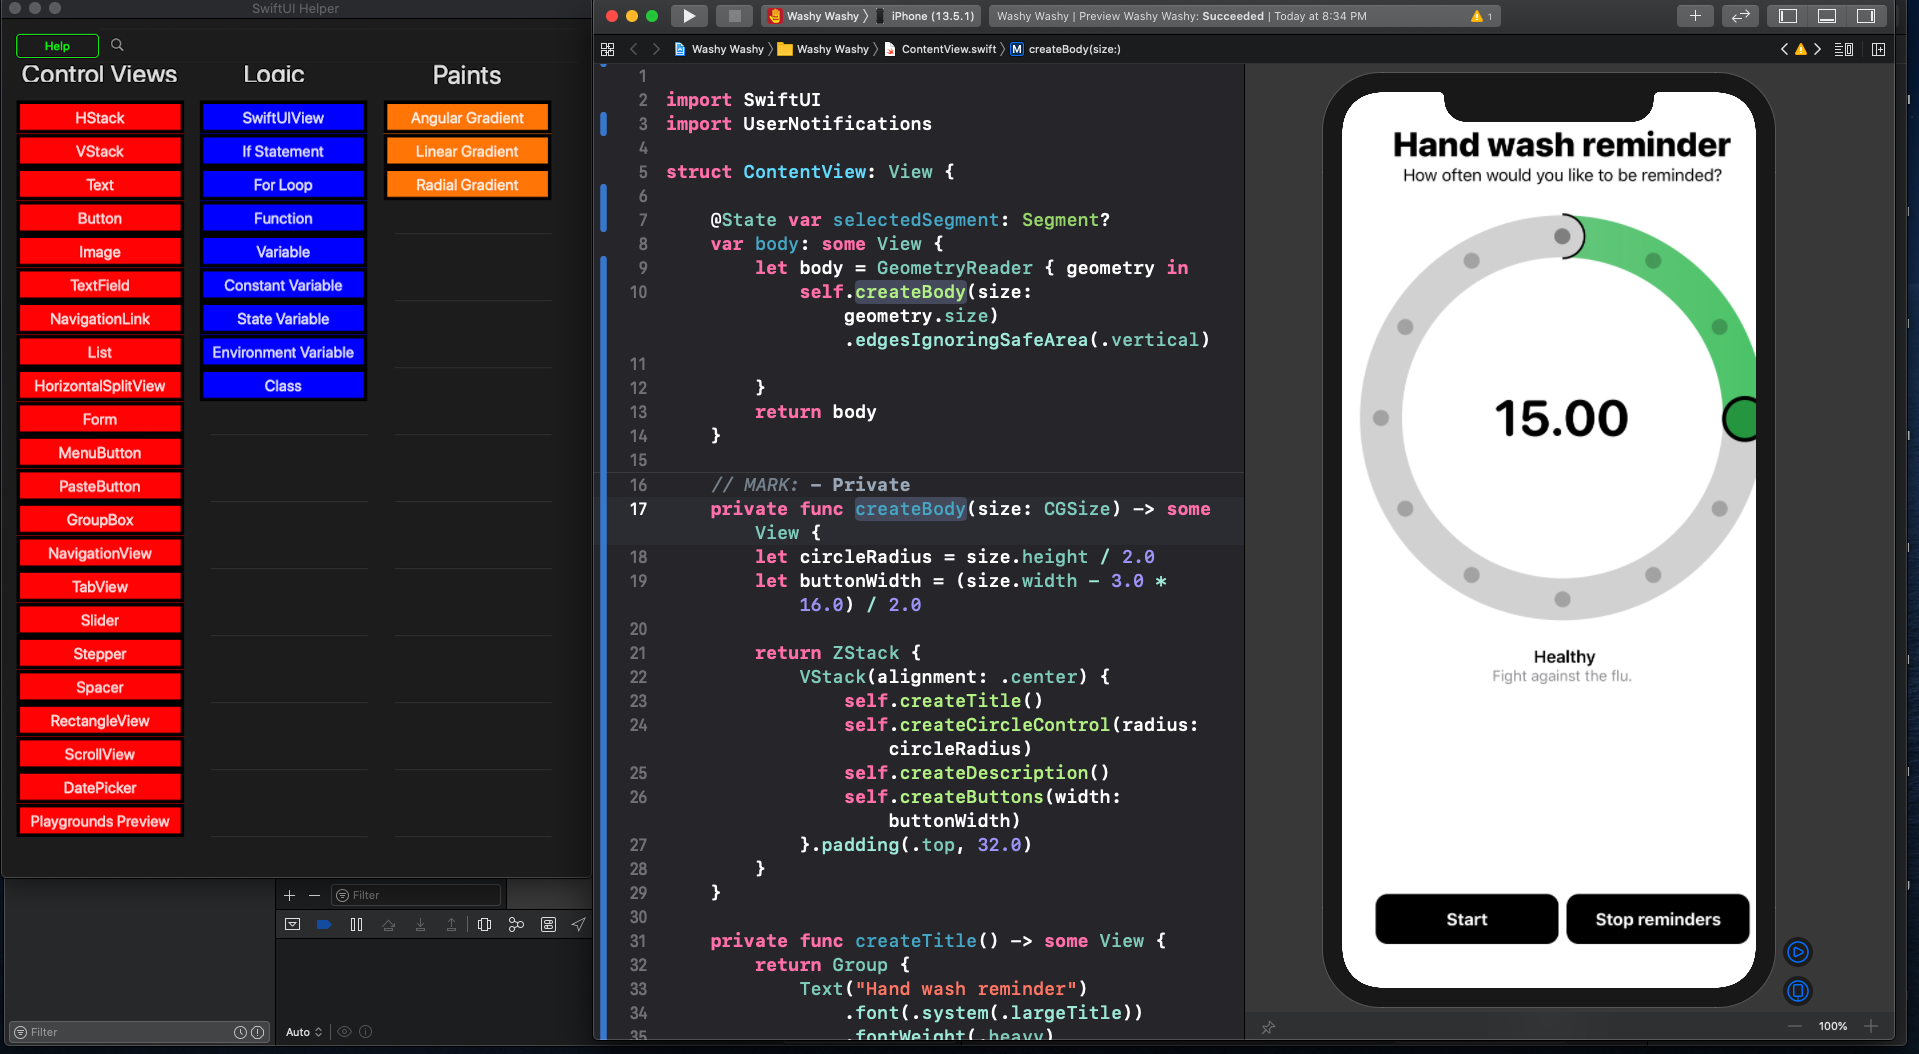 SwiftUI Helper
Help
Control Views
HStack
VStack
Text
Button
Image
TextField
NavigationLink
List
HorizontalSplitView
Form
MenuButton
PasteButton
GroupBox
NavigationView
TabView
Slider
Stepper
Spacer
RectangleView
ScrollView
DatePicker
Playgrounds Preview
Logic
SwiftUIView
If Statement
For Loop
Function
Variable
Constant Variable
State Variable
Environment Variable
Class
Paints
Angular Gradient
Linear Gradient
Radial Gradient
Filter
Filter
Auto
Washy Washy
iPhone (13.5.1)
Washy Washy | Preview Washy Washy: Succeeded | Today at 8:34 PM
1
Washy Washy
Washy Washy
ContentView.swift
M createBody(size:)
1
2 import SwiftUI
3 import UserNotifications
4
5 struct ContentView: View {
6
7 @State var selectedSegment: Segment?
8 var body: some View {
9 let body = GeometryReader { geometry in
10 self.createBody(size:
geometry.size)
.edgesIgnoringSafeArea(.vertical)
11
12 }
13 return body
14 }
15
16 // MARK: - Private
17 private func createBody(size: CGSize) -> some
View {
18 let circleRadius = size.height / 2.0
19 let buttonWidth = (size.width - 3.0 *
16.0) / 2.0
20
21 return ZStack {
22 VStack(alignment: .center) {
23 self.createTitle()
24 self.createCircleControl(radius:
circleRadius)
25 self.createDescription()
26 self.createButtons(width:
buttonWidth)
27 }.padding(.top, 32.0)
28 }
29 }
30
31 private func createTitle() -> some View {
32 return Group {
33 Text("Hand wash reminder")
34 .font(.system(.largeTitle))
35 .fontWeight(.heavy)
Hand wash reminder
How often would you like to be reminded?
15.00
Healthy
Fight against the flu.
Start
Stop reminders
100%